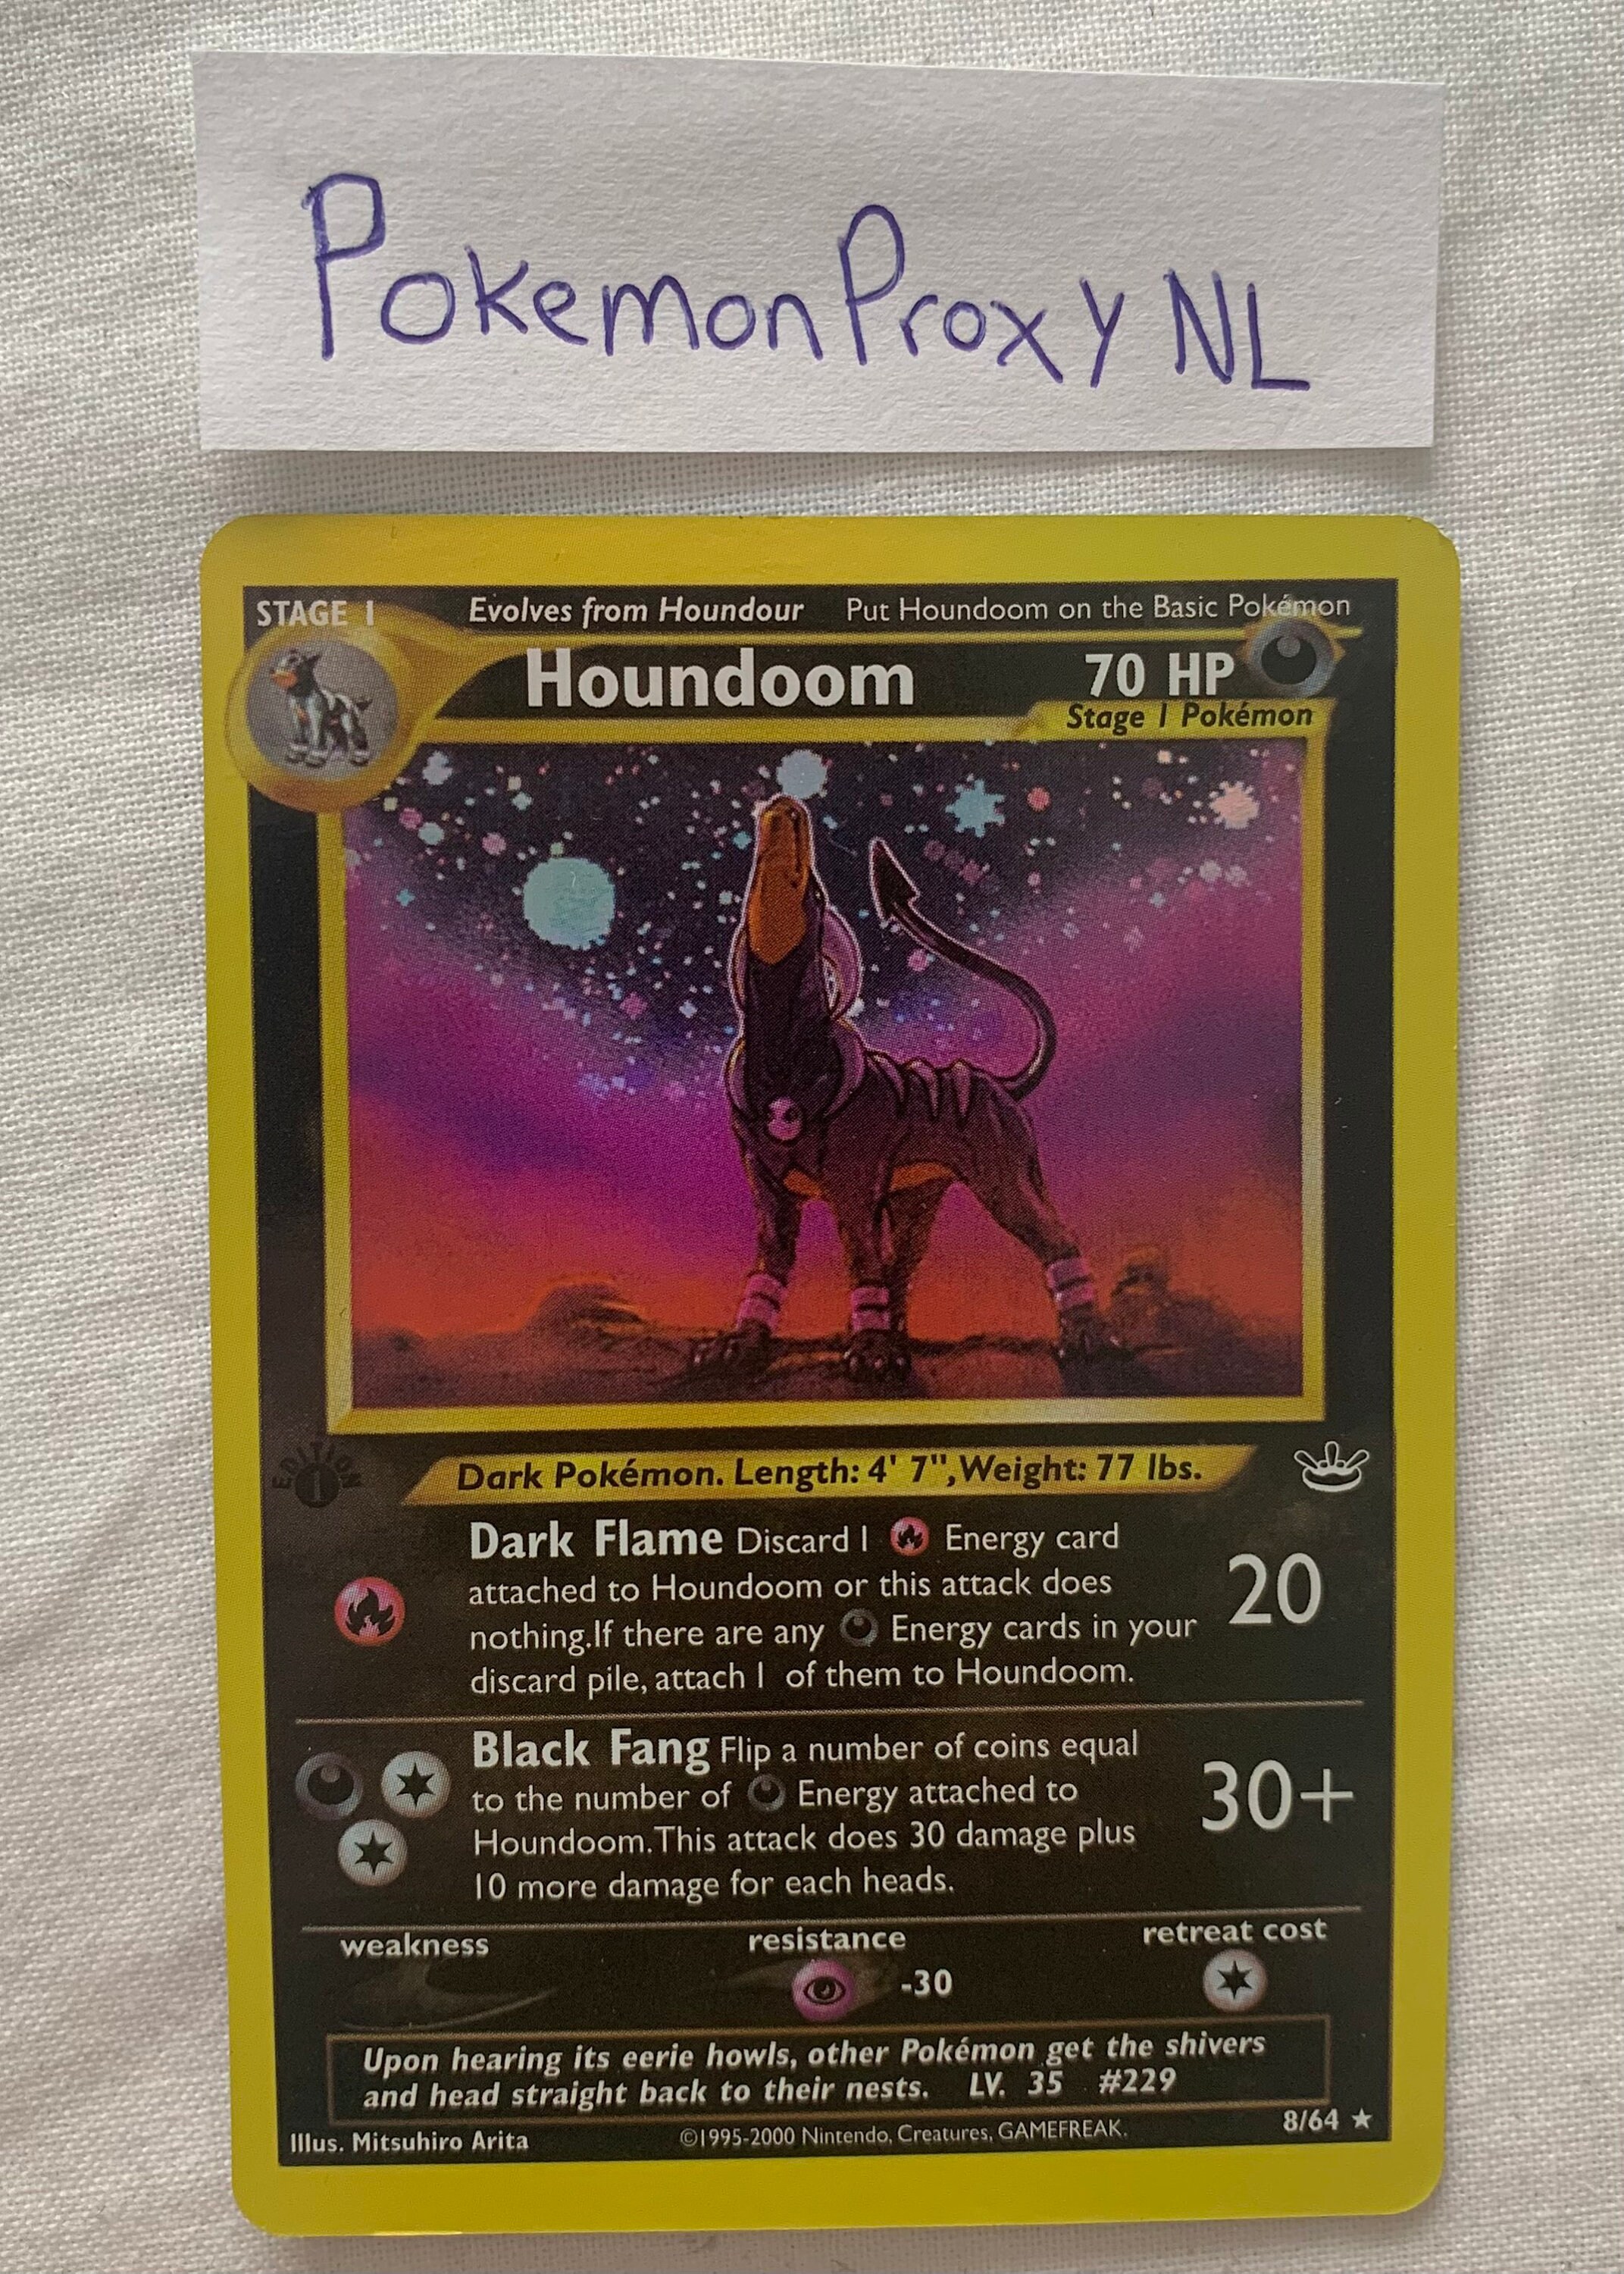 PokemonProxyNL
STAGE 1 Evolves from Houndour Put Houndoom on the Basic Pokémon
Houndoom 70 HP
Stage 1 Pokémon
EDITION
1
Dark Pokémon. Length: 4' 7", Weight: 77 lbs.
Dark Flame Discard 1 Energy card
attached to Houndoom or this attack does
nothing.If there are any Energy cards in your
discard pile, attach 1 of them to Houndoom.
20
Black Fang Flip a number of coins equal
to the number of Energy attached to
Houndoom.This attack does 30 damage plus
10 more damage for each heads.
30+
weakness resistance retreat cost
-30
Upon hearing its eerie howls, other Pokémon get the shivers
and head straight back to their nests. LV. 35 #229
Illus. Mitsuhiro Arita ©1995-2000 Nintendo, Creatures, GAMEFREAK. 8/64 ★